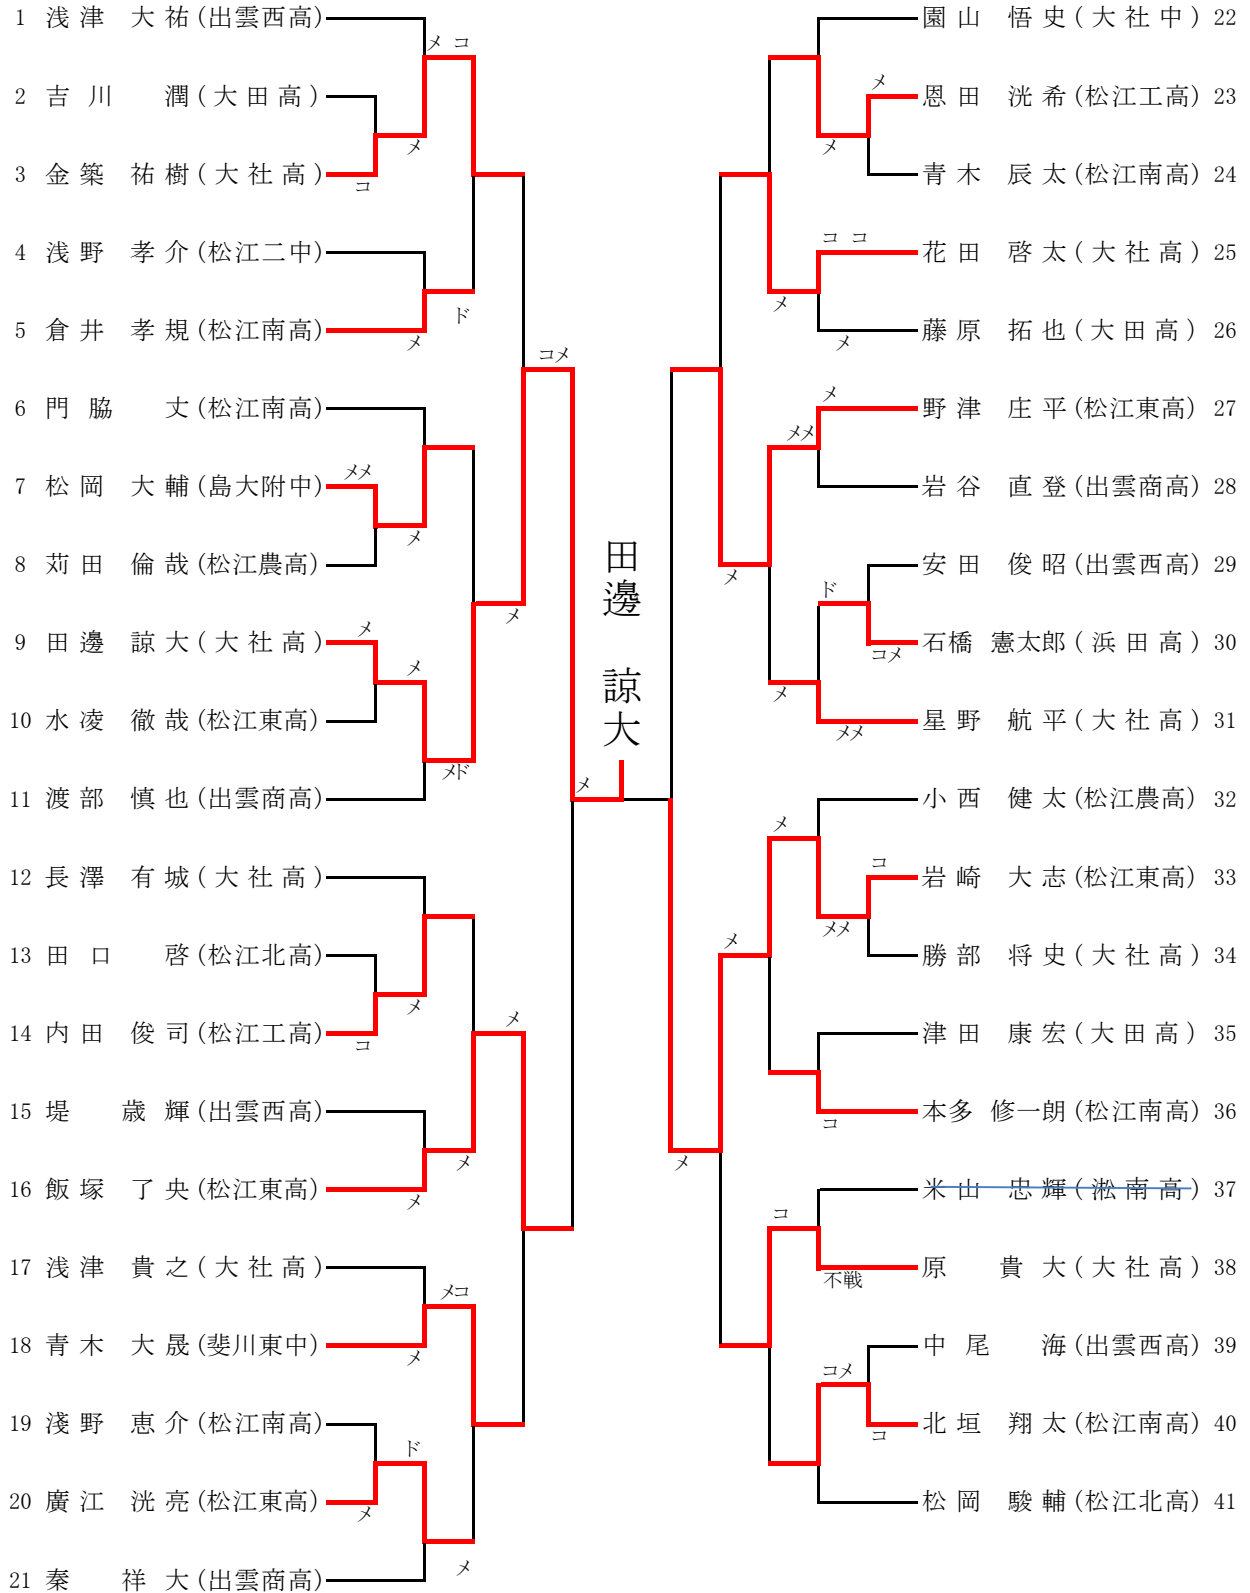 1 浅津 大祐(出雲西高)
メ コ
2 吉川 潤(大田高)
メ
3 金築 祐樹(大社高)
コ
4 浅野 孝介(松江二中)
ド
5 倉井 孝規(松江南高)
メ
コメ
6 門脇 丈(松江南高)
メメ
7 松岡 大輔(島大附中)
メ
8 苅田 倫哉(松江農高)
メ
メ
9 田邊 諒大(大社高)
メ
10 水凌 徹哉(松江東高)
メド
11 渡部 慎也(出雲商高)
メ
12 長澤 有城(大社高)
13 田口 啓(松江北高)
メ
メ
14 内田 俊司(松江工高)
コ
15 堤 歳輝(出雲西高)
メ
16 飯塚 了央(松江東高)
メ
17 浅津 貴之(大社高)
メコ
18 青木 大晟(斐川東中)
メ
19 淺野 恵介(松江南高)
ド
20 廣江 洸亮(松江東高)
メ
メ
21 秦 祥大(出雲商高)
田邊 諒大
園山 悟史(大社中) 22
メ
恩田 洸希(松江工高) 23
メ
青木 辰太(松江南高) 24
コ コ
花田 啓太(大社高) 25
メ
藤原 拓也(大田高) 26
メ
メ
野津 庄平(松江東高) 27
メメ
岩谷 直登(出雲商高) 28
安田 俊昭(出雲西高) 29
メ
ド
石橋 憲太郎(浜田高) 30
コメ
メ
星野 航平(大社高) 31
メメ
小西 健太(松江農高) 32
メ
コ
岩崎 大志(松江東高) 33
メメ
メ
勝部 将史(大社高) 34
津田 康宏(大田高) 35
本多 修一朗(松江南高) 36
コ
メ
米山 忠輝(淞南高) 37
コ
原 貴大(大社高) 38
不戦
中尾 海(出雲西高) 39
コメ
北垣 翔太(松江南高) 40
コ
松岡 駿輔(松江北高) 41